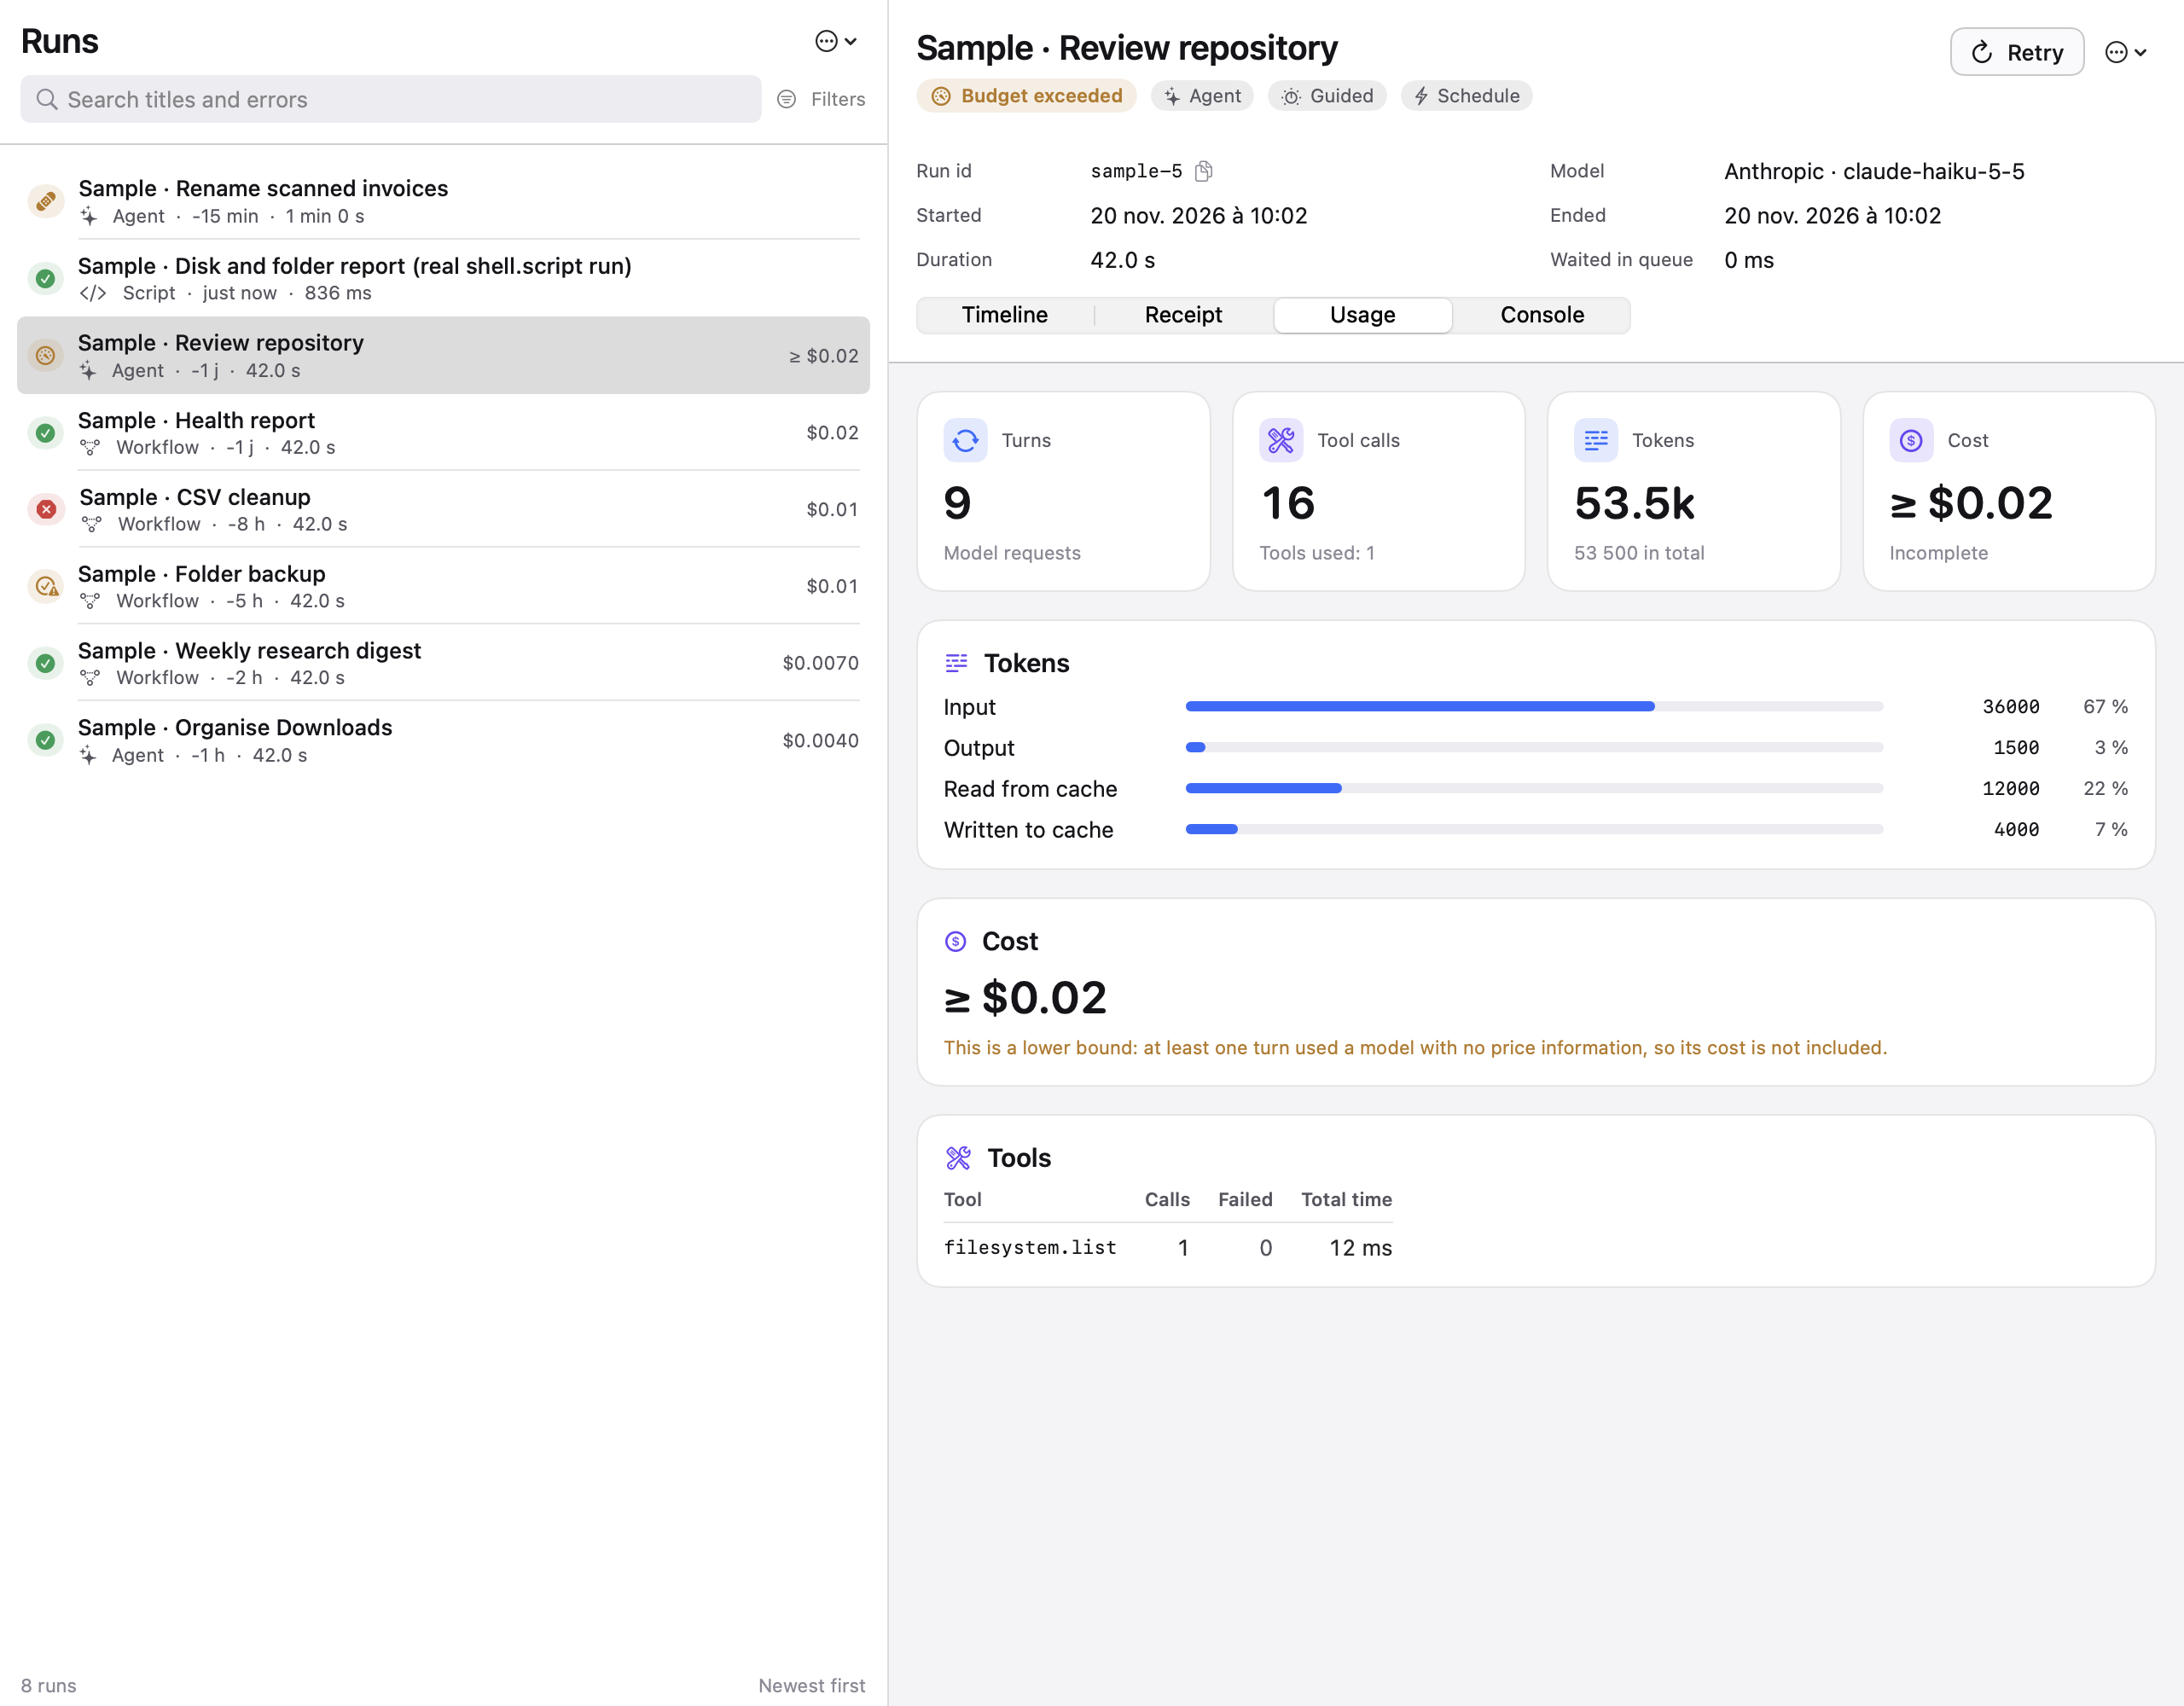 Runs
Search titles and errors
Filters
Sample · Rename scanned invoices
Agent · -15 min · 1 min 0 s
Sample · Disk and folder report (real shell.script run)
</> Script · just now · 836 ms
Sample · Review repository
Agent · -1 j · 42.0 s
≥ $0.02
Sample · Health report
Workflow · -1 j · 42.0 s
$0.02
Sample · CSV cleanup
Workflow · -8 h · 42.0 s
$0.01
Sample · Folder backup
Workflow · -5 h · 42.0 s
$0.01
Sample · Weekly research digest
Workflow · -2 h · 42.0 s
$0.0070
Sample · Organise Downloads
Agent · -1 h · 42.0 s
$0.0040
8 runs
Newest first
Sample · Review repository
Retry
Budget exceeded
Agent
Guided
Schedule
Run id sample-5
Model Anthropic · claude-haiku-5-5
Started 20 nov. 2026 à 10:02
Ended 20 nov. 2026 à 10:02
Duration 42.0 s
Waited in queue 0 ms
Timeline Receipt Usage Console
Turns
9
Model requests
Tool calls
16
Tools used: 1
Tokens
53.5k
53 500 in total
$ Cost
≥ $0.02
Incomplete
Tokens
Input 36000 67 %
Output 1500 3 %
Read from cache 12000 22 %
Written to cache 4000 7 %
$ Cost
≥ $0.02
This is a lower bound: at least one turn used a model with no price information, so its cost is not included.
Tools
Tool Calls Failed Total time
filesystem.list 1 0 12 ms